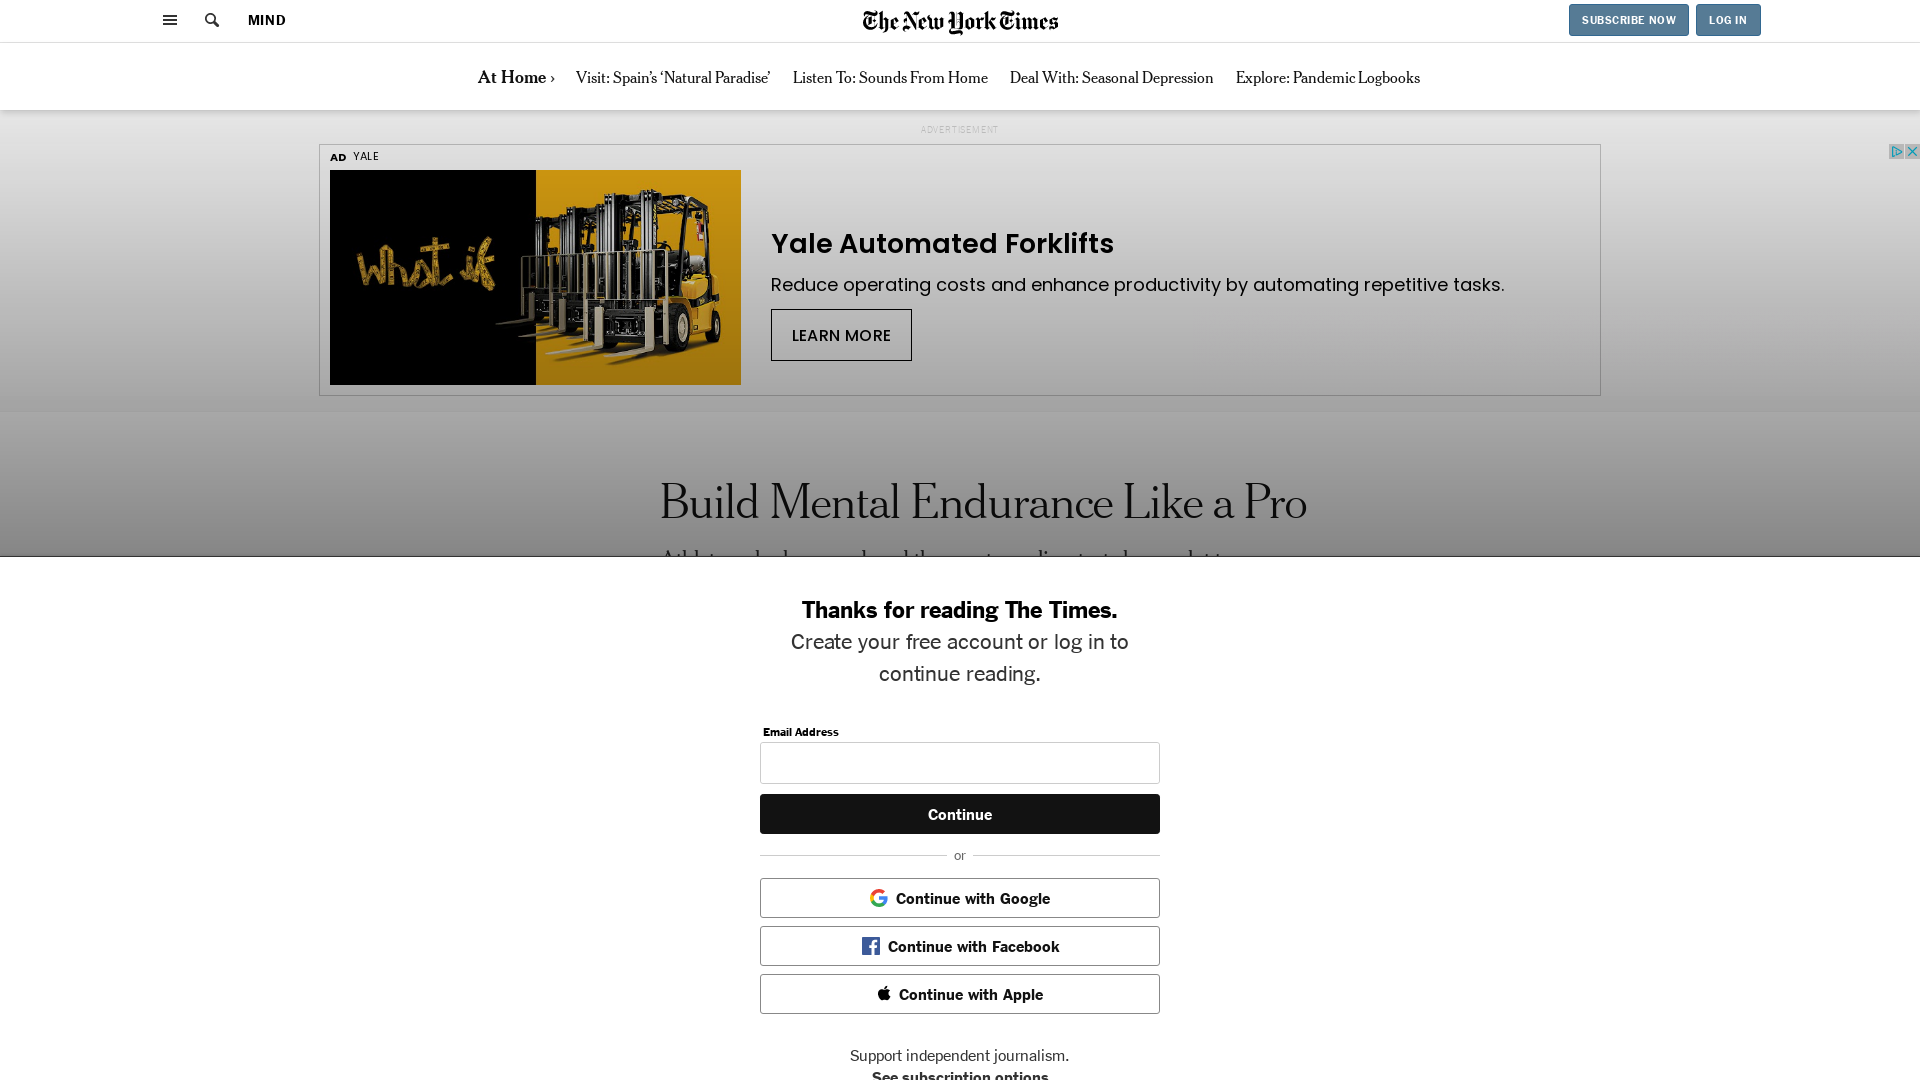 MIND
The New York Times
SUBSCRIBE NOW
LOG IN
At Home ›
Visit: Spain's ‘Natural Paradise’
Listen To: Sounds From Home
Deal With: Seasonal Depression
Explore: Pandemic Logbooks
ADVERTISEMENT
AD YALE
what if
Yale Automated Forklifts
Reduce operating costs and enhance productivity by automating repetitive tasks.
LEARN MORE
Build Mental Endurance Like a Pro
Thanks for reading The Times.
Create your free account or log in to
continue reading.
Email Address
Continue
or
Continue with Google
Continue with Facebook
Continue with Apple
Support independent journalism.
See subscription options